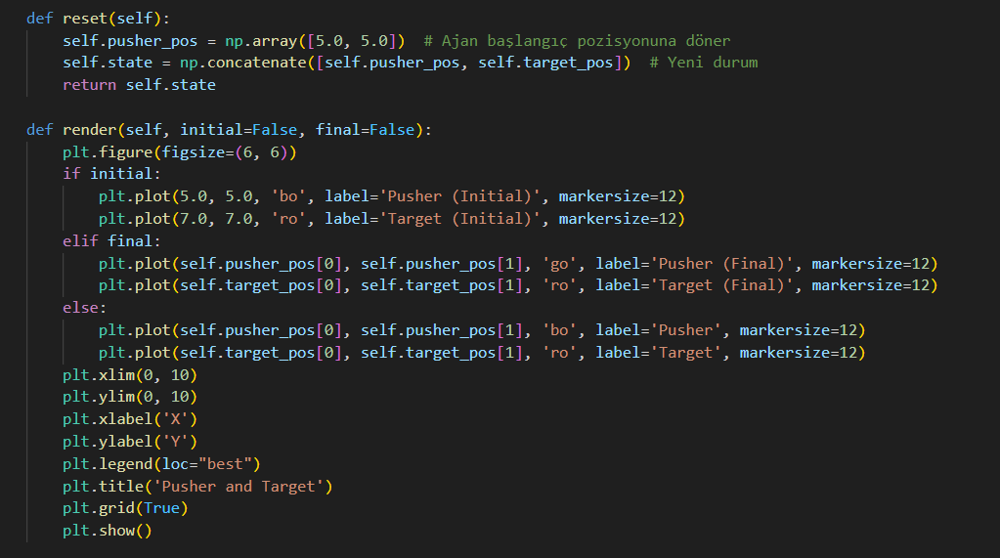 def reset(self):
    self.pusher_pos = np.array([5.0, 5.0])  # Ajan başlangıç pozisyonuna döner
    self.state = np.concatenate([self.pusher_pos, self.target_pos])  # Yeni durum
    return self.state

def render(self, initial=False, final=False):
    plt.figure(figsize=(6, 6))
    if initial:
        plt.plot(5.0, 5.0, 'bo', label='Pusher (Initial)', markersize=12)
        plt.plot(7.0, 7.0, 'ro', label='Target (Initial)', markersize=12)
    elif final:
        plt.plot(self.pusher_pos[0], self.pusher_pos[1], 'go', label='Pusher (Final)', markersize=12)
        plt.plot(self.target_pos[0], self.target_pos[1], 'ro', label='Target (Final)', markersize=12)
    else:
        plt.plot(self.pusher_pos[0], self.pusher_pos[1], 'bo', label='Pusher', markersize=12)
        plt.plot(self.target_pos[0], self.target_pos[1], 'ro', label='Target', markersize=12)
    plt.xlim(0, 10)
    plt.ylim(0, 10)
    plt.xlabel('X')
    plt.ylabel('Y')
    plt.legend(loc="best")
    plt.title('Pusher and Target')
    plt.grid(True)
    plt.show()